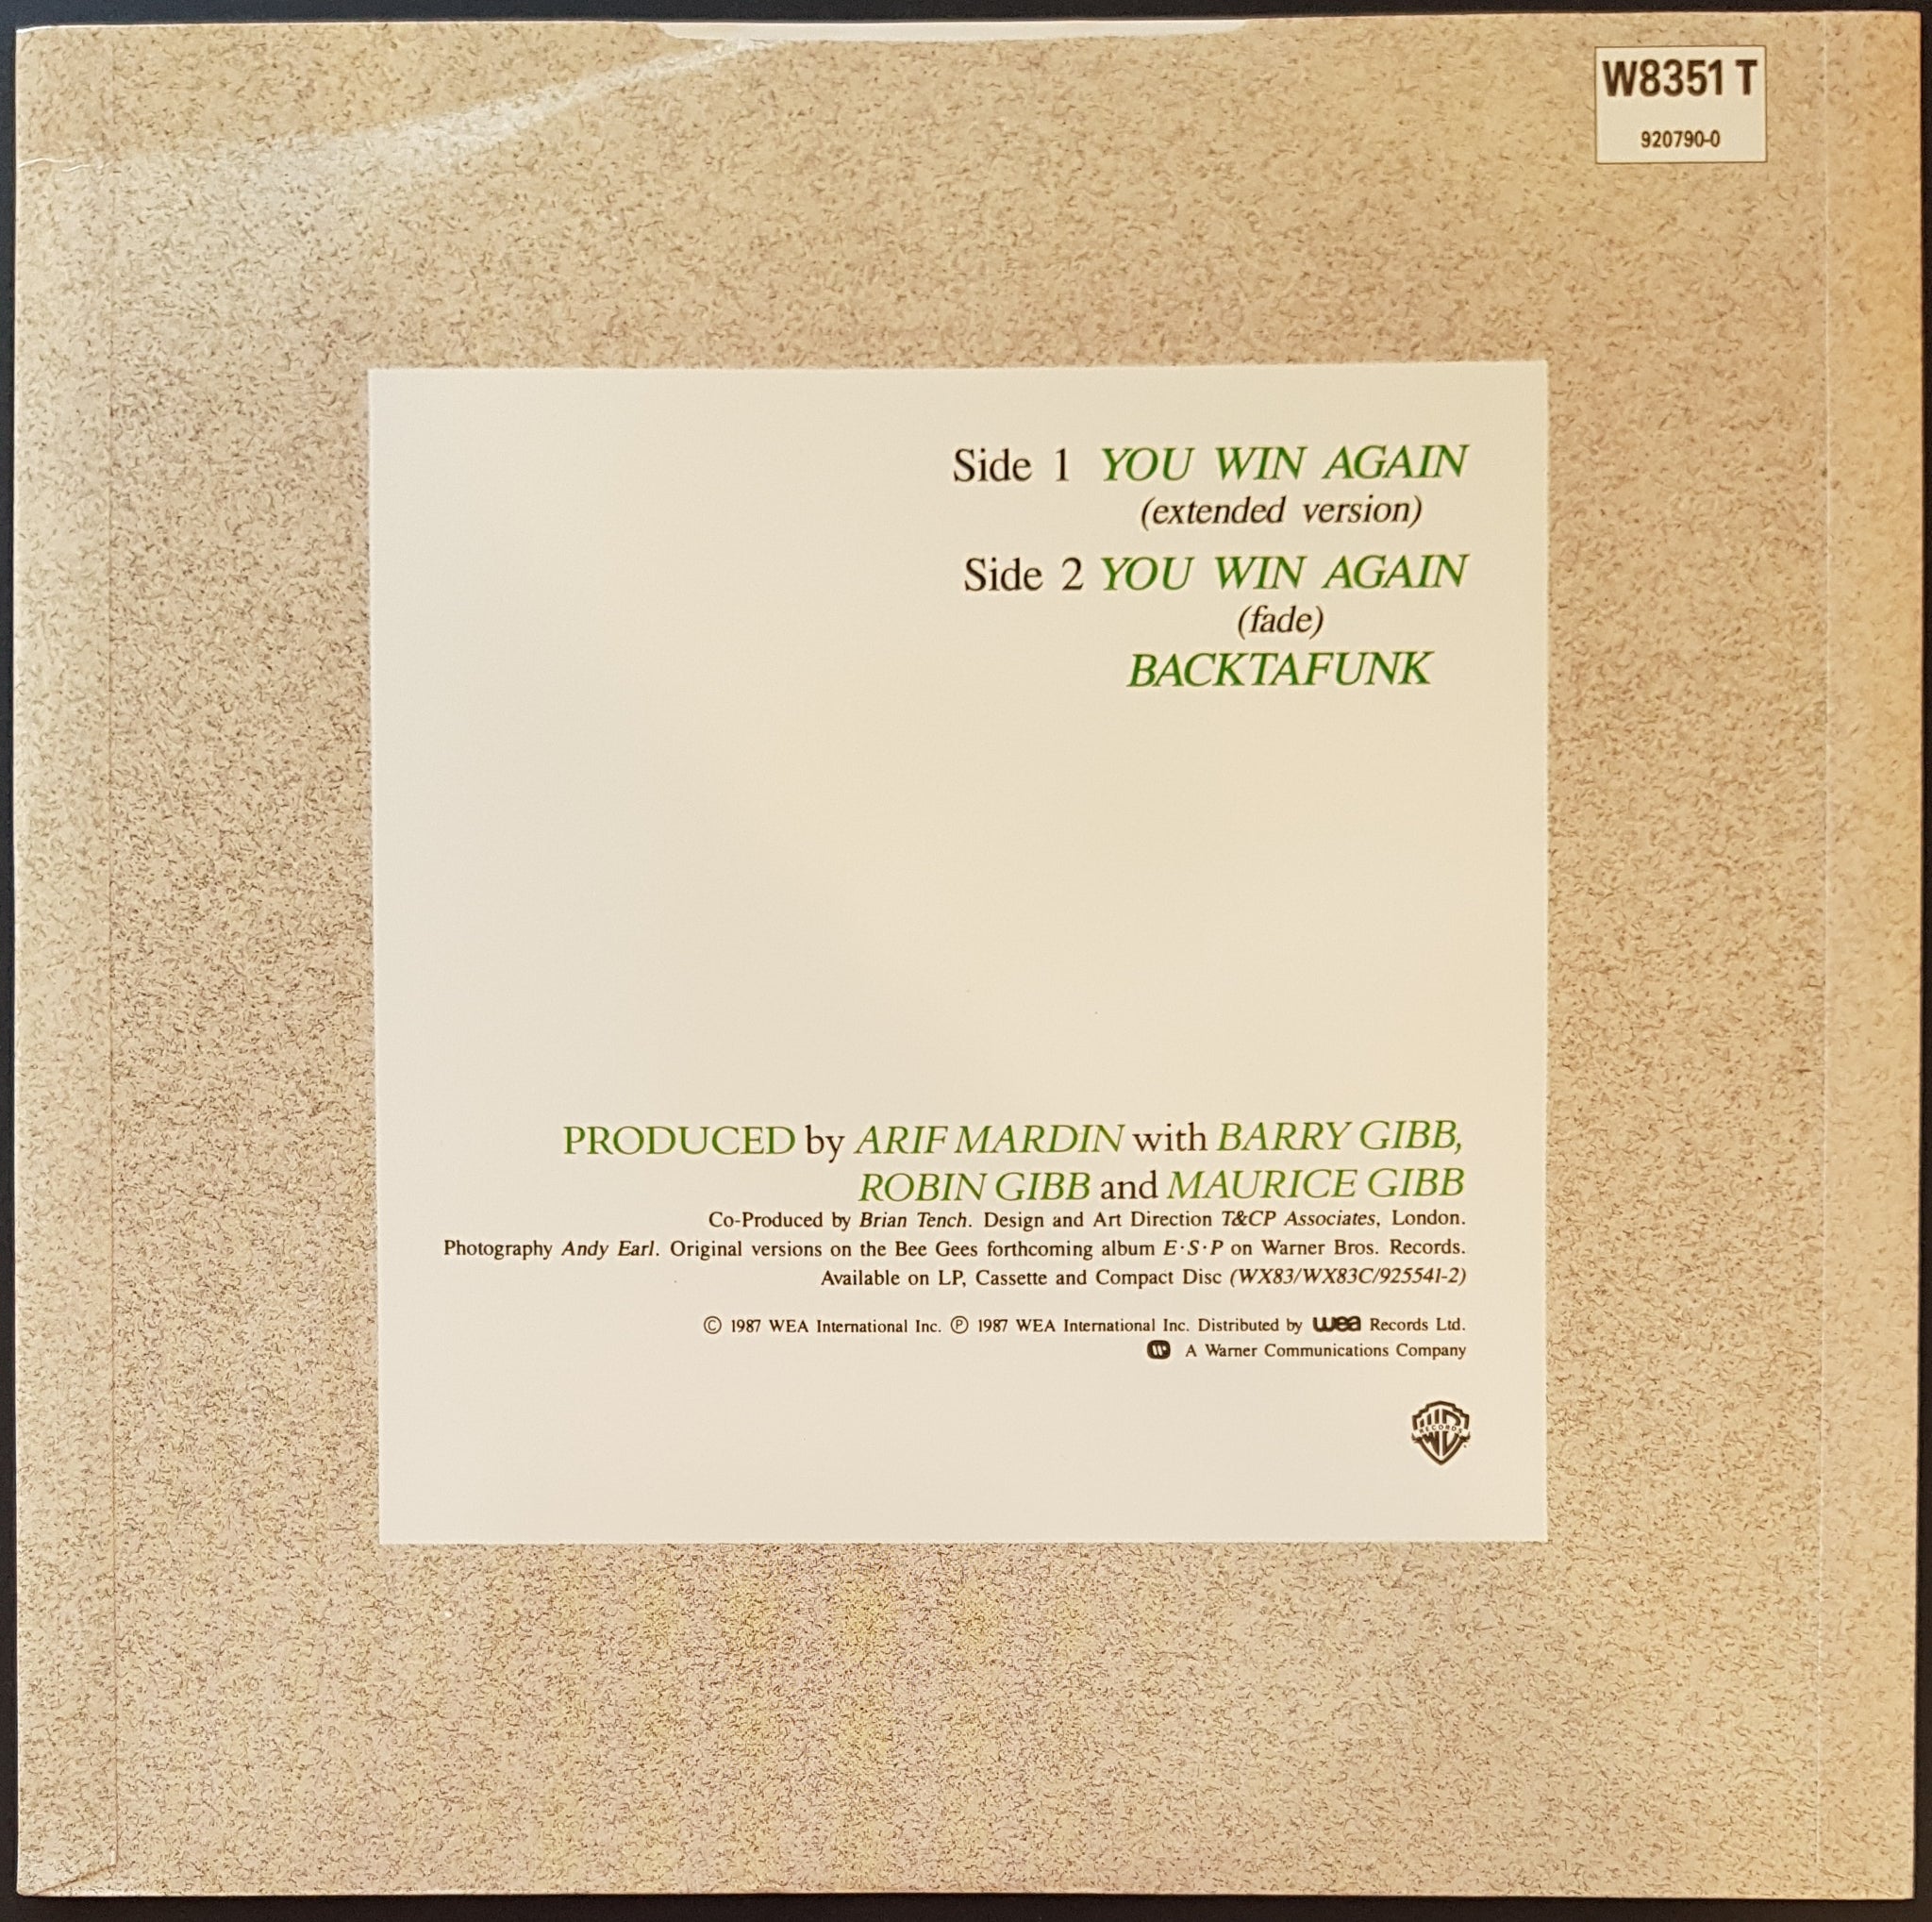 W8351 T
920790-0
Side 1 YOU WIN AGAIN
(extended version)
Side 2 YOU WIN AGAIN
(fade)
BACKTAFUNK
PRODUCED by ARIF MARDIN with BARRY GIBB,
ROBIN GIBB and MAURICE GIBB
Co-Produced by Brian Tench. Design and Art Direction T&CP Associates, London.
Photography Andy Earl. Original versions on the Bee Gees forthcoming album E·S·P on Warner Bros. Records.
Available on LP, Cassette and Compact Disc (WX83/WX83C/925541-2)
© 1987 WEA International Inc. ℗ 1987 WEA International Inc. Distributed by wea Records Ltd.
A Warner Communications Company
WB
RECORDS